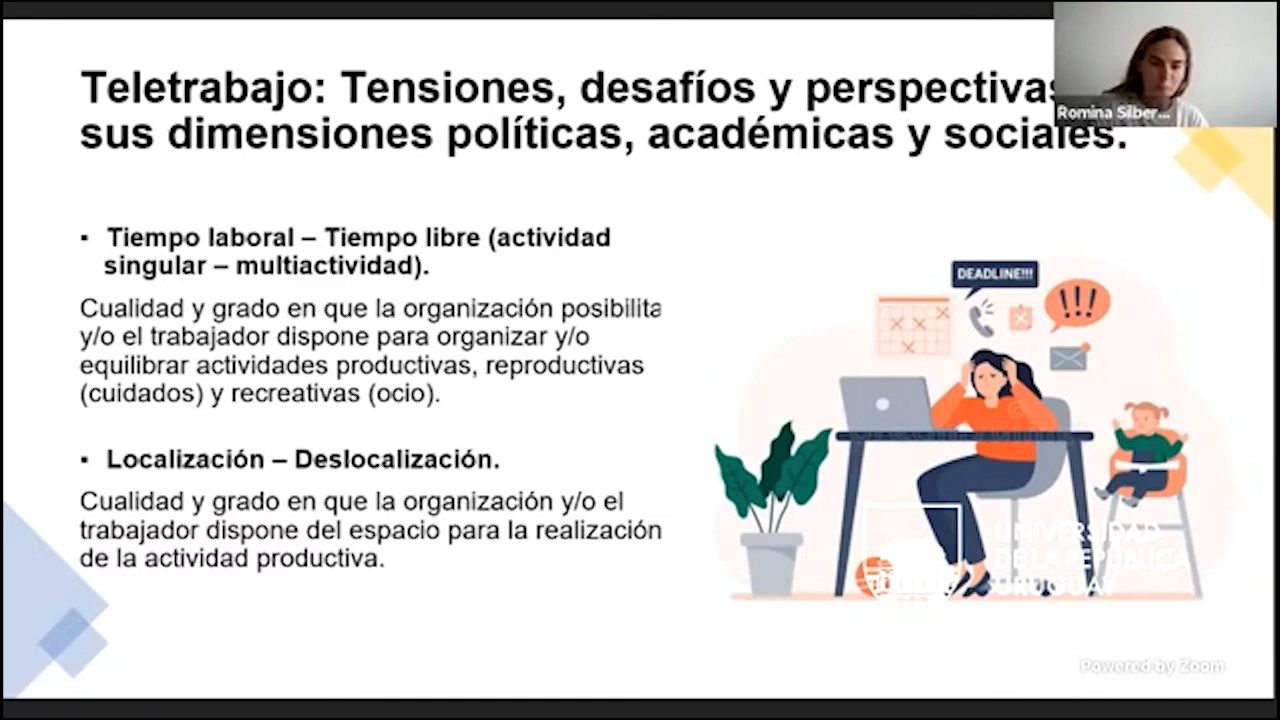 Teletrabajo: Tensiones, desafíos y perspectivas
sus dimensiones políticas, académicas y sociales.
Romina Silber...
▪ Tiempo laboral – Tiempo libre (actividad
singular – multiactividad).
Cualidad y grado en que la organización posibilita
y/o el trabajador dispone para organizar y/o
equilibrar actividades productivas, reproductivas
(cuidados) y recreativas (ocio).
▪ Localización – Deslocalización.
Cualidad y grado en que la organización y/o el
trabajador dispone del espacio para la realización
de la actividad productiva.
DEADLINE!!!
!!!
UNIVERSIDAD
DE LA REPÚBLICA
URUGUAY
Powered by Zoom